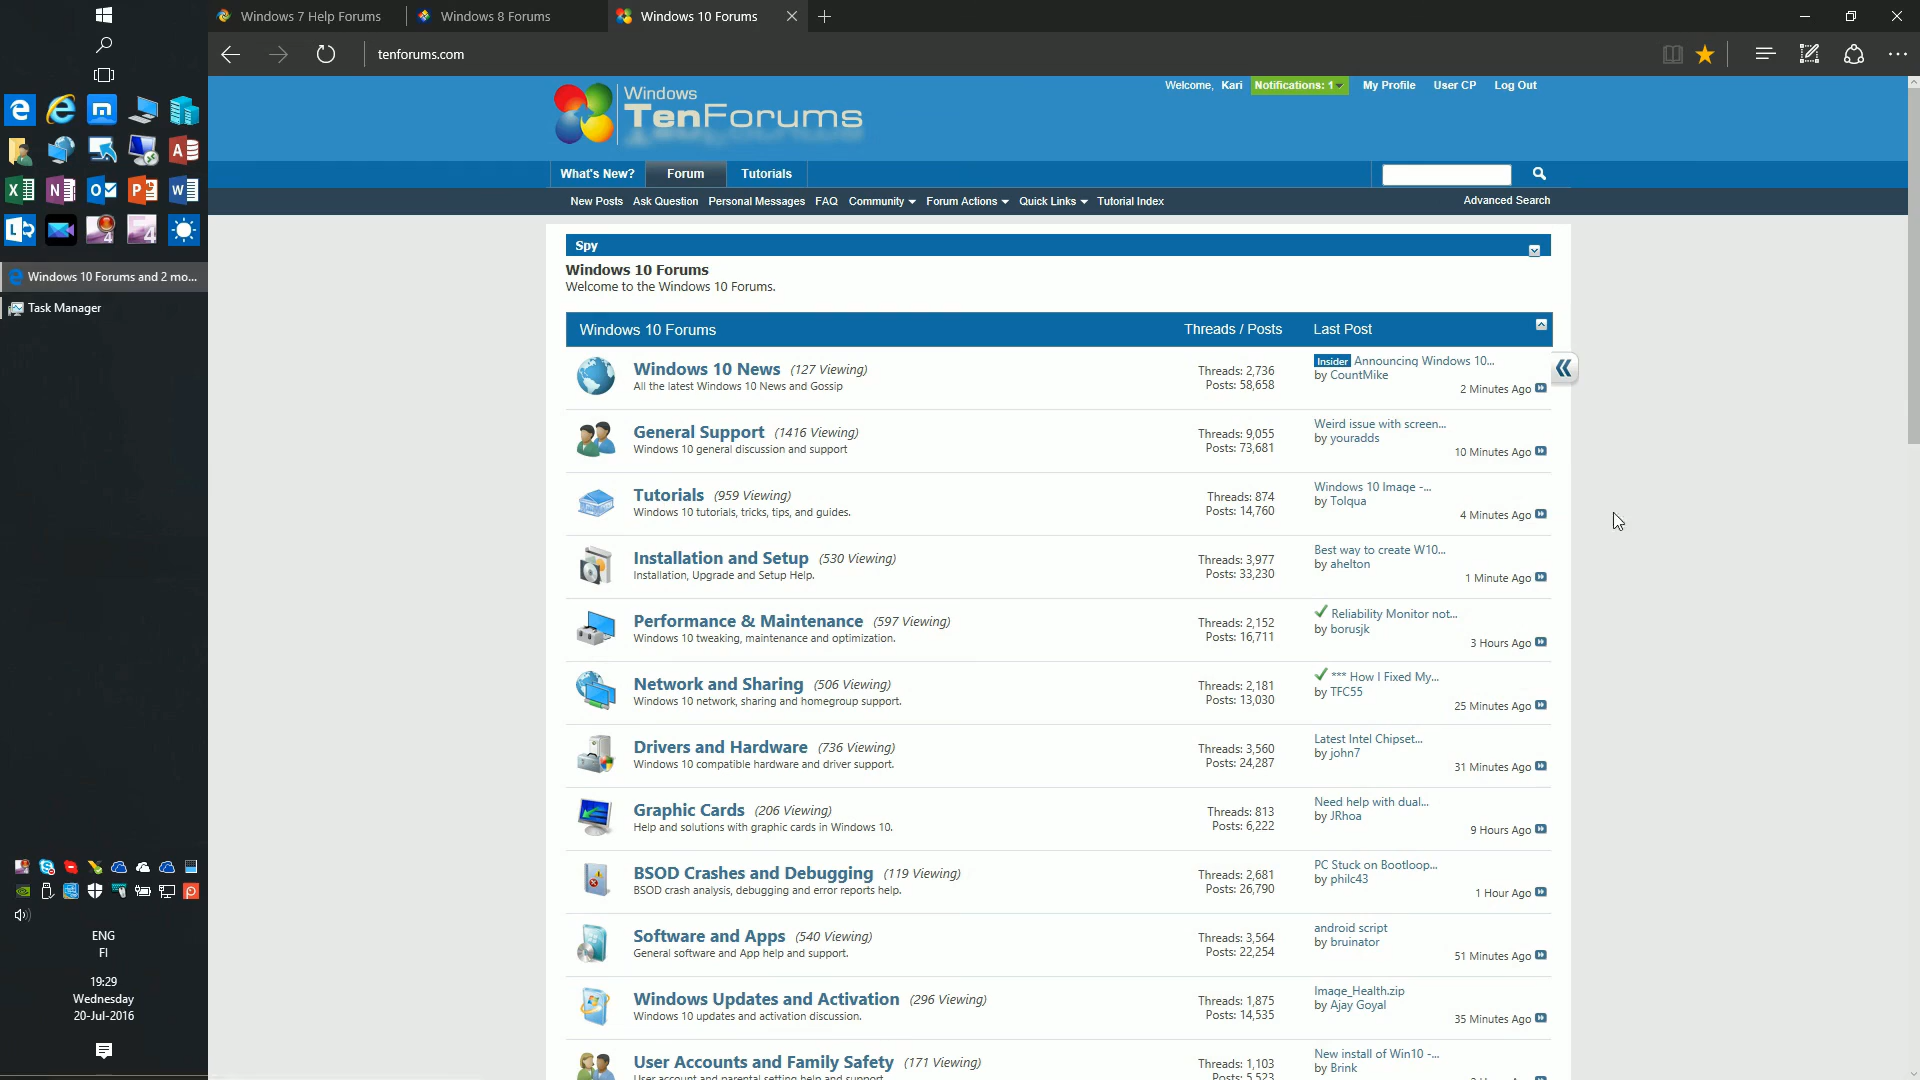 Windows 7 Help Forums
Windows 8 Forums
Windows 10 Forums
tenforums.com
Windows 10 Forums and 2 mo...
Task Manager
ENG
FI
19:29
Wednesday
20-Jul-2016
Windows
TenForums
Welcome, Kari Notifications: 1 My Profile User CP Log Out
What's New? Forum Tutorials
New Posts Ask Question Personal Messages FAQ Community Forum Actions Quick Links Tutorial Index Advanced Search
Spy
Windows 10 Forums
Welcome to the Windows 10 Forums.
Windows 10 Forums Threads / Posts Last Post
Windows 10 News (127 Viewing)
All the latest Windows 10 News and Gossip
Threads: 2,736
Posts: 58,658
Insider Announcing Windows 10...
by CountMike
2 Minutes Ago
General Support (1416 Viewing)
Windows 10 general discussion and support
Threads: 9,055
Posts: 73,681
Weird issue with screen...
by youradds
10 Minutes Ago
Tutorials (959 Viewing)
Windows 10 tutorials, tricks, tips, and guides.
Threads: 874
Posts: 14,760
Windows 10 Image -...
by Tolqua
4 Minutes Ago
Installation and Setup (530 Viewing)
Installation, Upgrade and Setup Help.
Threads: 3,977
Posts: 33,230
Best way to create W10...
by ahelton
1 Minute Ago
Performance & Maintenance (597 Viewing)
Windows 10 tweaking, maintenance and optimization.
Threads: 2,152
Posts: 16,711
Reliability Monitor not...
by borusjk
3 Hours Ago
Network and Sharing (506 Viewing)
Windows 10 network, sharing and homegroup support.
Threads: 2,181
Posts: 13,030
*** How I Fixed My...
by TFC55
25 Minutes Ago
Drivers and Hardware (736 Viewing)
Windows 10 compatible hardware and driver support.
Threads: 3,560
Posts: 24,287
Latest Intel Chipset...
by john7
31 Minutes Ago
Graphic Cards (206 Viewing)
Help and solutions with graphic cards in Windows 10.
Threads: 813
Posts: 6,222
Need help with dual...
by JRhoa
9 Hours Ago
BSOD Crashes and Debugging (119 Viewing)
BSOD crash analysis, debugging and error reports help.
Threads: 2,681
Posts: 26,790
PC Stuck on Bootloop...
by philc43
1 Hour Ago
Software and Apps (540 Viewing)
General software and App help and support.
Threads: 3,564
Posts: 22,254
android script
by bruinator
51 Minutes Ago
Windows Updates and Activation (296 Viewing)
Windows 10 updates and activation discussion.
Threads: 1,875
Posts: 14,535
Image_Health.zip
by Ajay Goyal
35 Minutes Ago
User Accounts and Family Safety (171 Viewing)
User account and parental setting help and support
Threads: 1,103
Posts: 5,523
New install of Win10 -...
by Brink